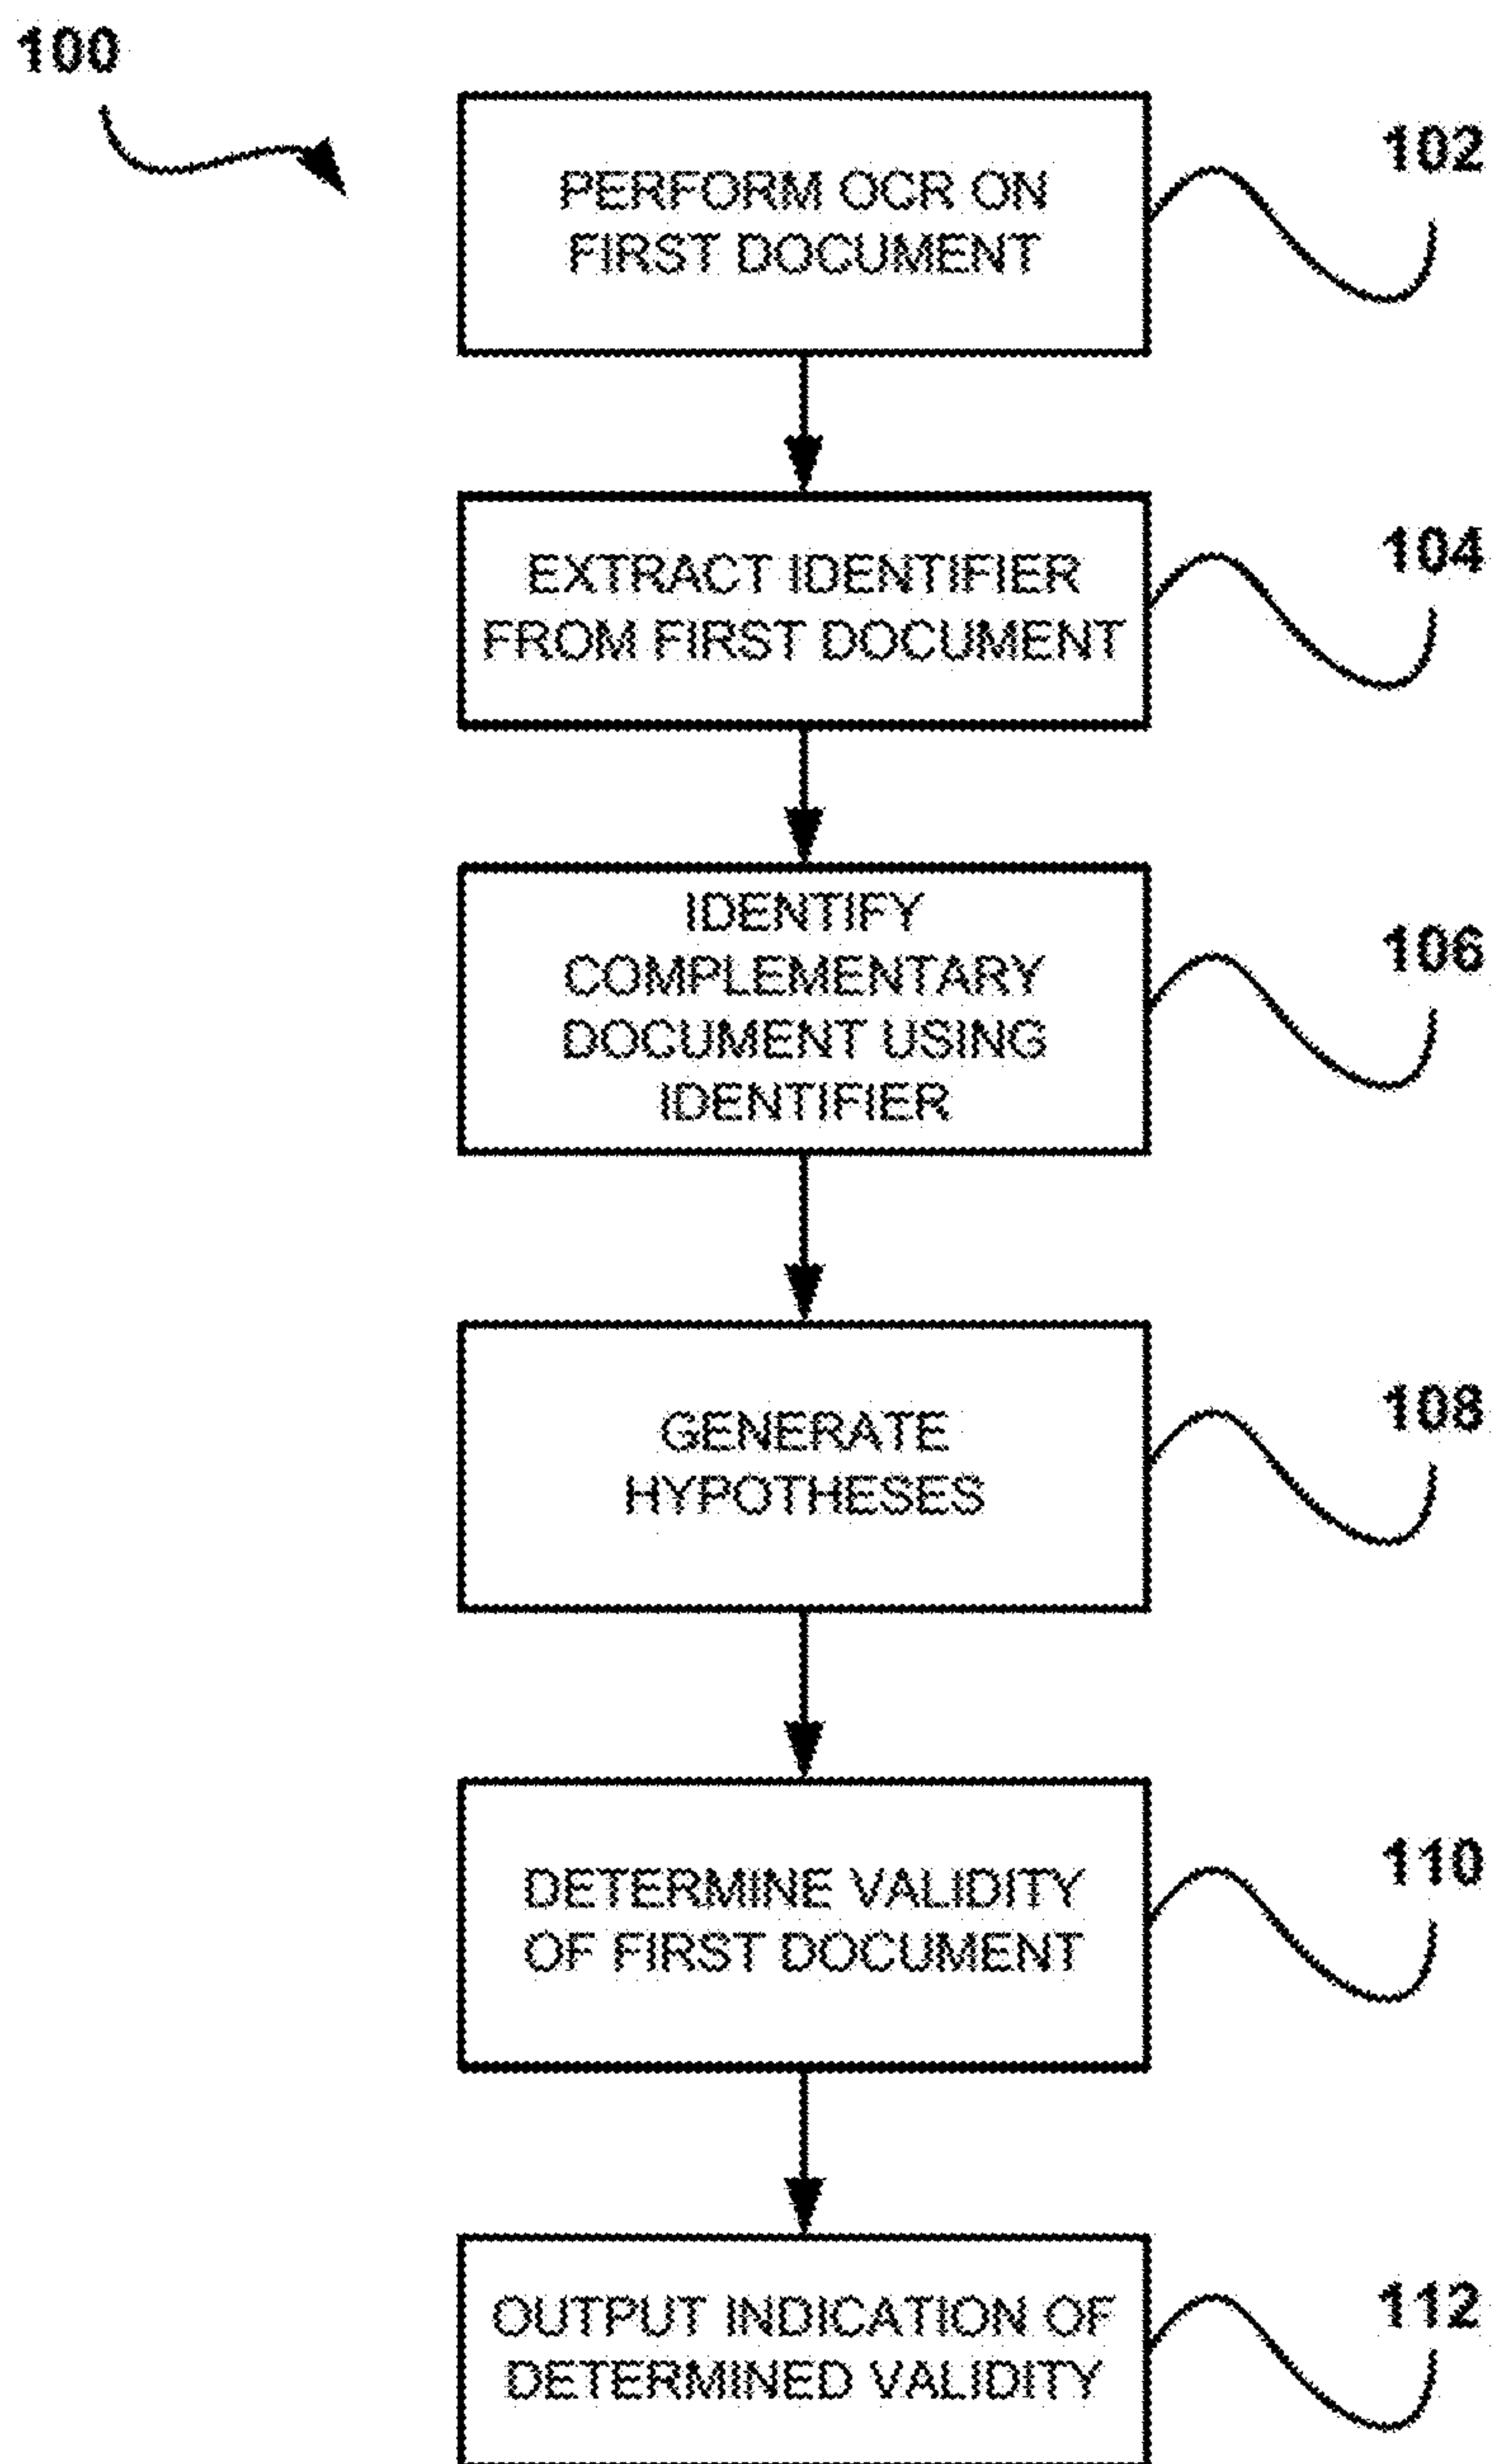 100
PERFORM OCR ON
FIRST DOCUMENT
102
EXTRACT IDENTIFIER
FROM FIRST DOCUMENT
104
IDENTIFY
COMPLEMENTARY
DOCUMENT USING
IDENTIFIER
106
GENERATE
HYPOTHESES
108
DETERMINE VALIDITY
OF FIRST DOCUMENT
110
OUTPUT INDICATION OF
DETERMINED VALIDITY
112